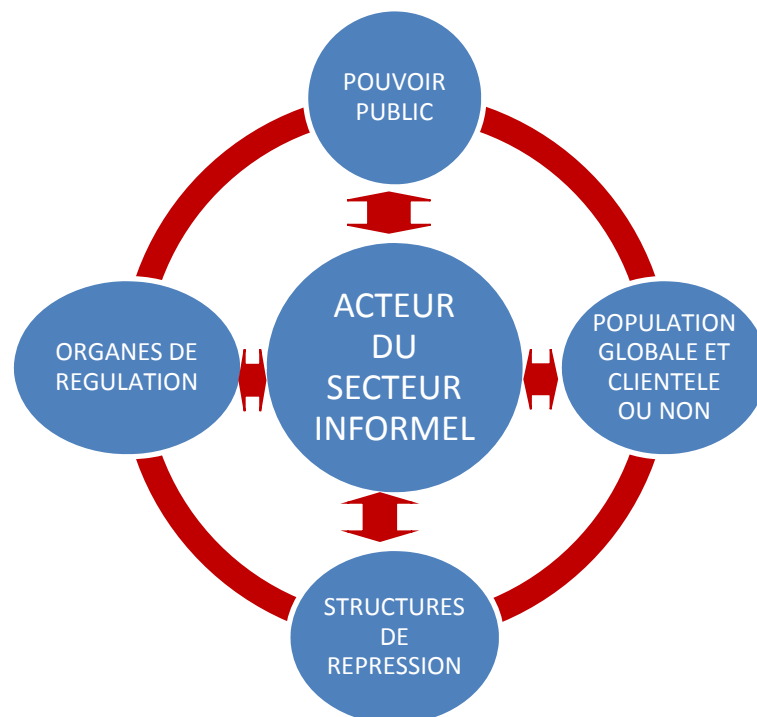 POUVOIR
PUBLIC
ACTEUR
DU
SECTEUR
INFORMEL
ORGANES DE
REGULATION
POPULATION
GLOBALE ET
CLIENTELE
OU NON
STRUCTURES
DE
REPRESSION